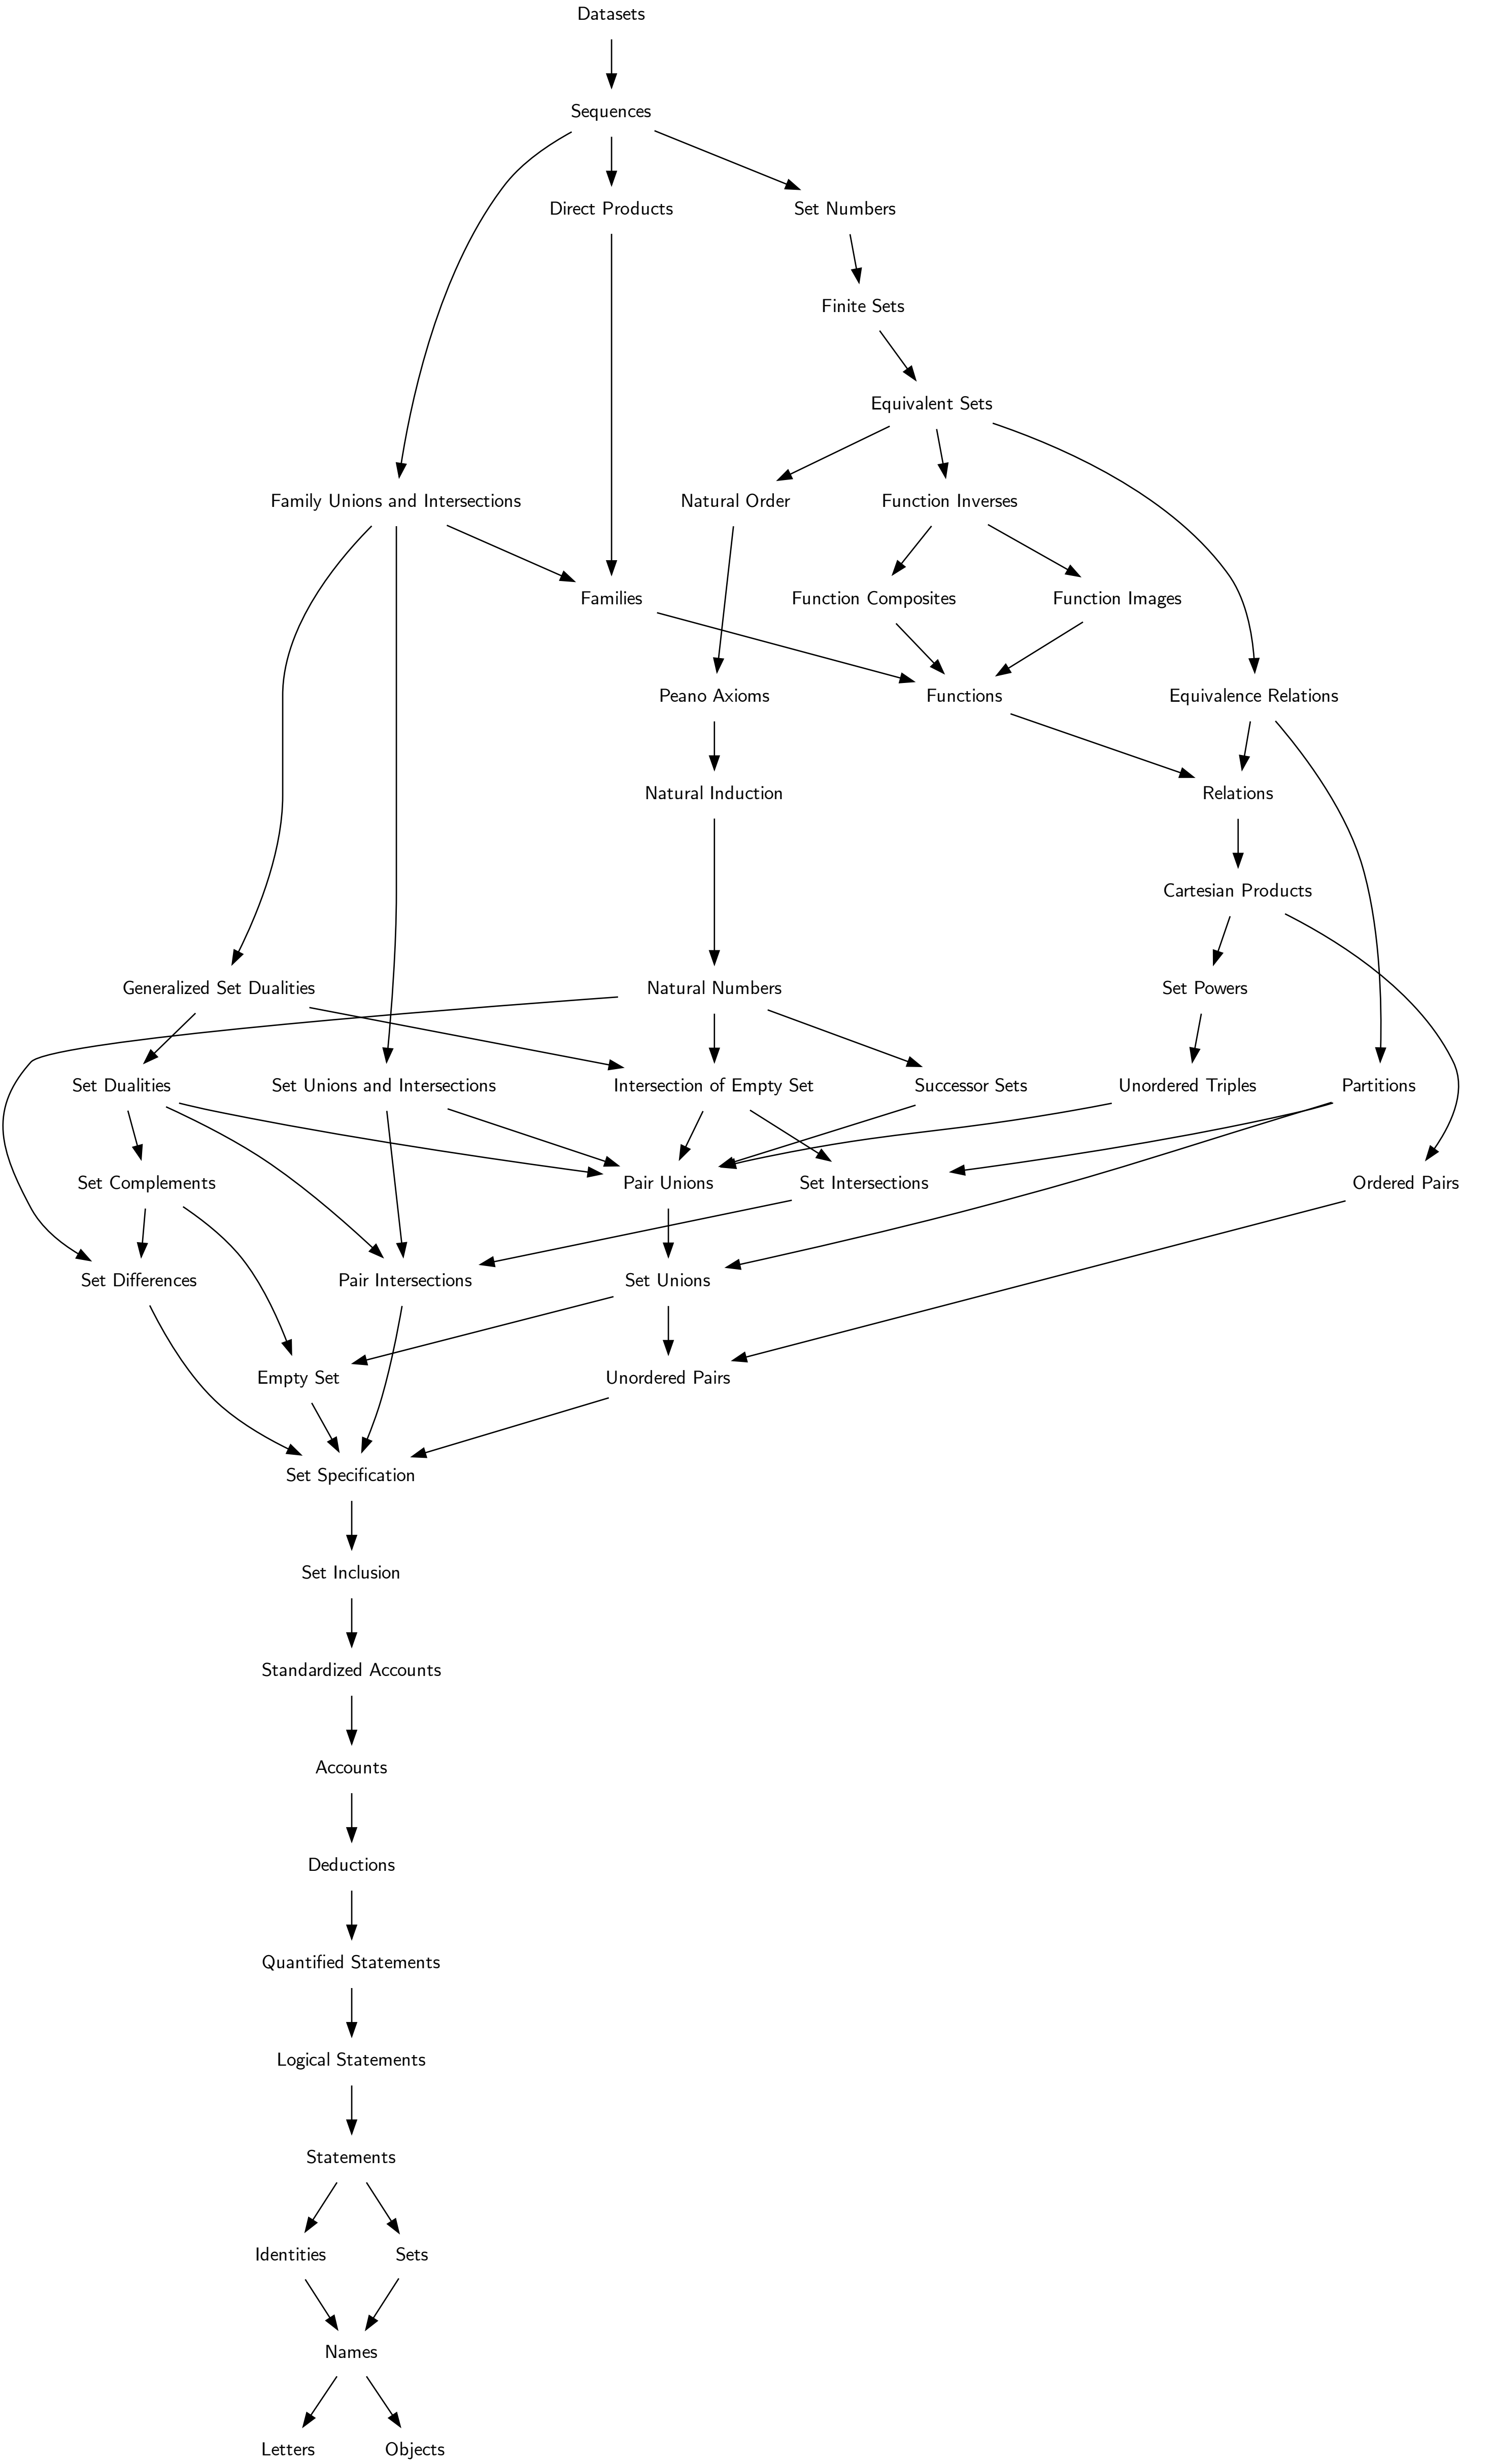 Datasets
Sequences
Direct Products
Set Numbers
Finite Sets
Equivalent Sets
Family Unions and Intersections
Natural Order
Function Inverses
Families
Function Composites
Function Images
Peano Axioms
Functions
Equivalence Relations
Natural Induction
Relations
Cartesian Products
Generalized Set Dualities
Natural Numbers
Set Powers
Set Dualities
Set Unions and Intersections
Intersection of Empty Set
Successor Sets
Unordered Triples
Partitions
Set Complements
Pair Unions
Set Intersections
Ordered Pairs
Set Differences
Pair Intersections
Set Unions
Empty Set
Unordered Pairs
Set Specification
Set Inclusion
Standardized Accounts
Accounts
Deductions
Quantified Statements
Logical Statements
Statements
Identities
Sets
Names
Letters
Objects